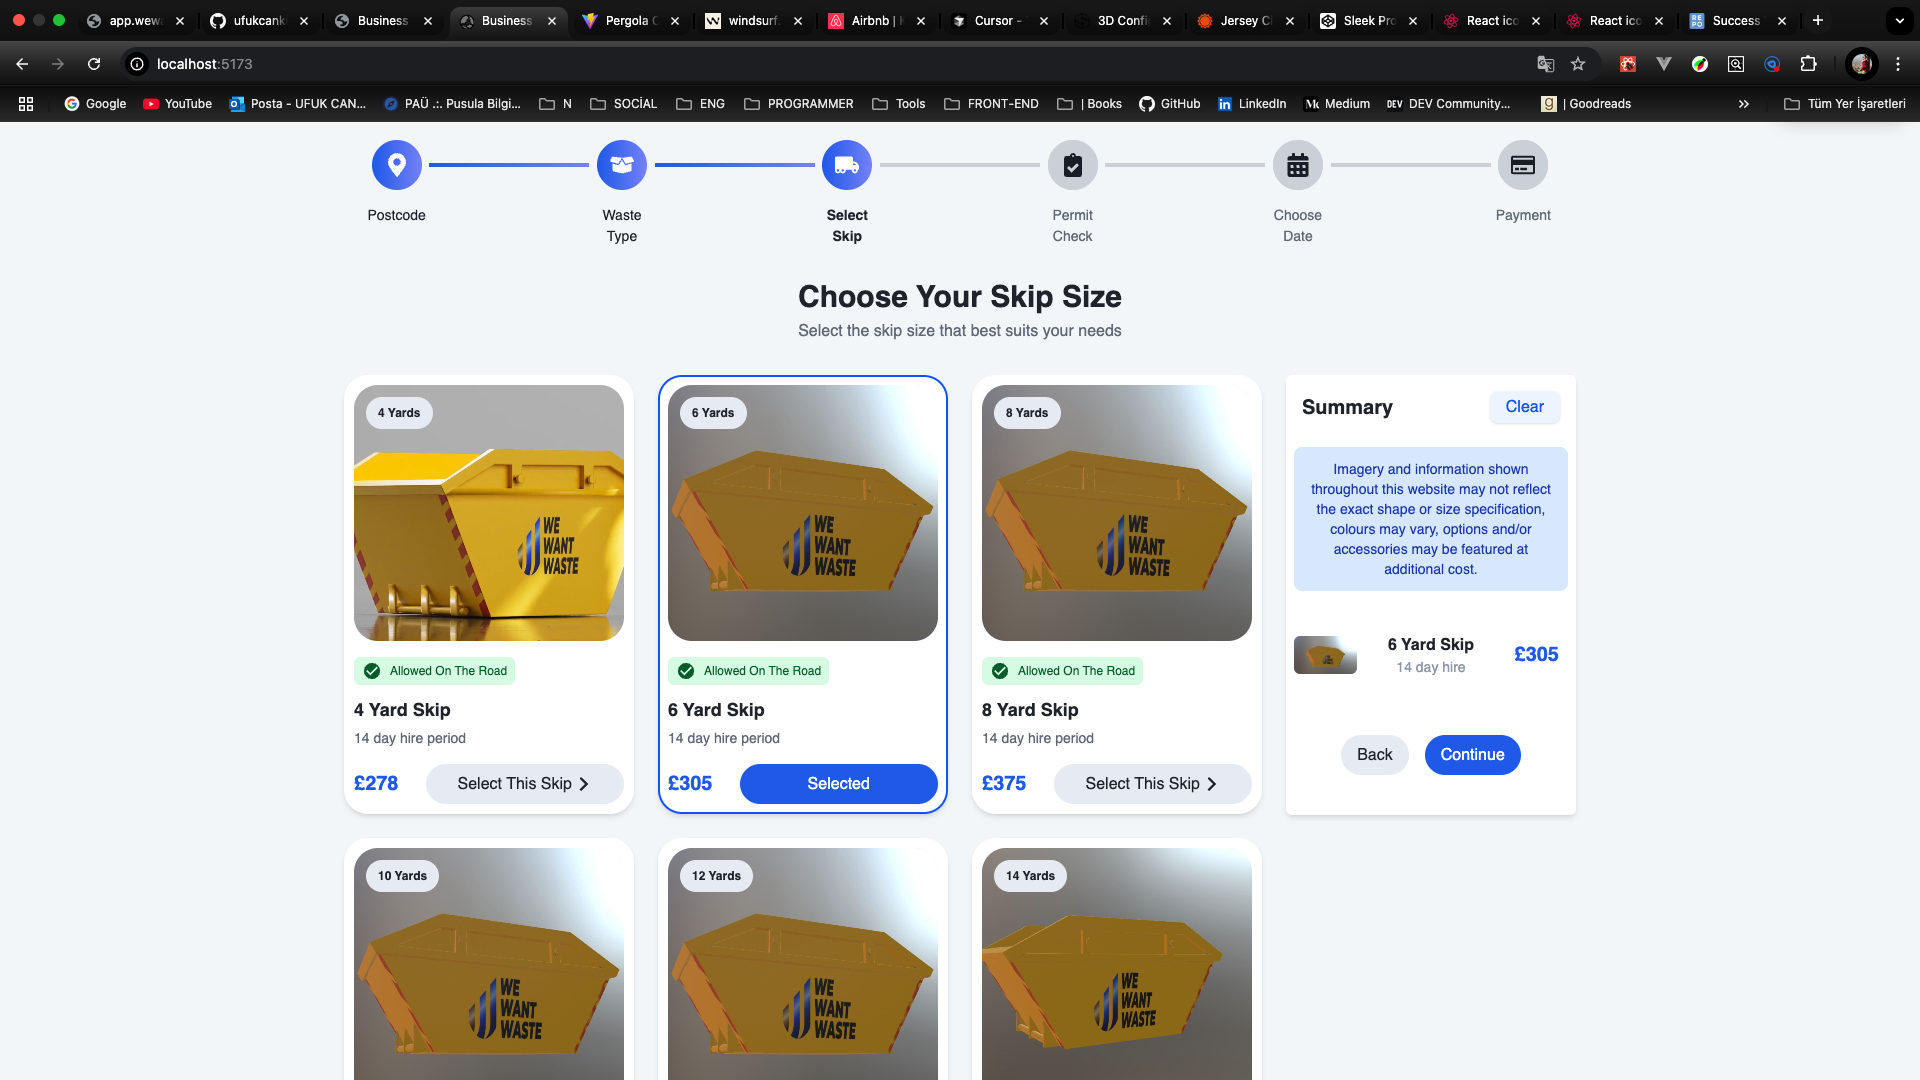 app.wewa
ufukcank
Business
Business
Pergola C
windsurf.
Airbnb | H
Cursor -
3D Confi
Jersey C
Sleek Pro
React ico
React ico
Success
localhost:5173
Google
YouTube
Posta - UFUK CAN...
PAÜ .:. Pusula Bilgi...
N
SOCİAL
ENG
PROGRAMMER
Tools
FRONT-END
| Books
GitHub
LinkedIn
Medium
DEV Community...
| Goodreads
Tüm Yer İşaretleri
Postcode
Waste
Type
Select
Skip
Permit
Check
Choose
Date
Payment
Choose Your Skip Size
Select the skip size that best suits your needs
4 Yards
WE
WANT
WASTE
Allowed On The Road
4 Yard Skip
14 day hire period
£278
Select This Skip
6 Yards
WE
WANT
WASTE
Allowed On The Road
6 Yard Skip
14 day hire period
£305
Selected
8 Yards
WE
WANT
WASTE
Allowed On The Road
8 Yard Skip
14 day hire period
£375
Select This Skip
Summary
Clear
Imagery and information shown
throughout this website may not reflect
the exact shape or size specification,
colours may vary, options and/or
accessories may be featured at
additional cost.
6 Yard Skip
14 day hire
£305
Back
Continue
10 Yards
WE
WANT
WASTE
12 Yards
WE
WANT
WASTE
14 Yards
WE
WANT
WASTE